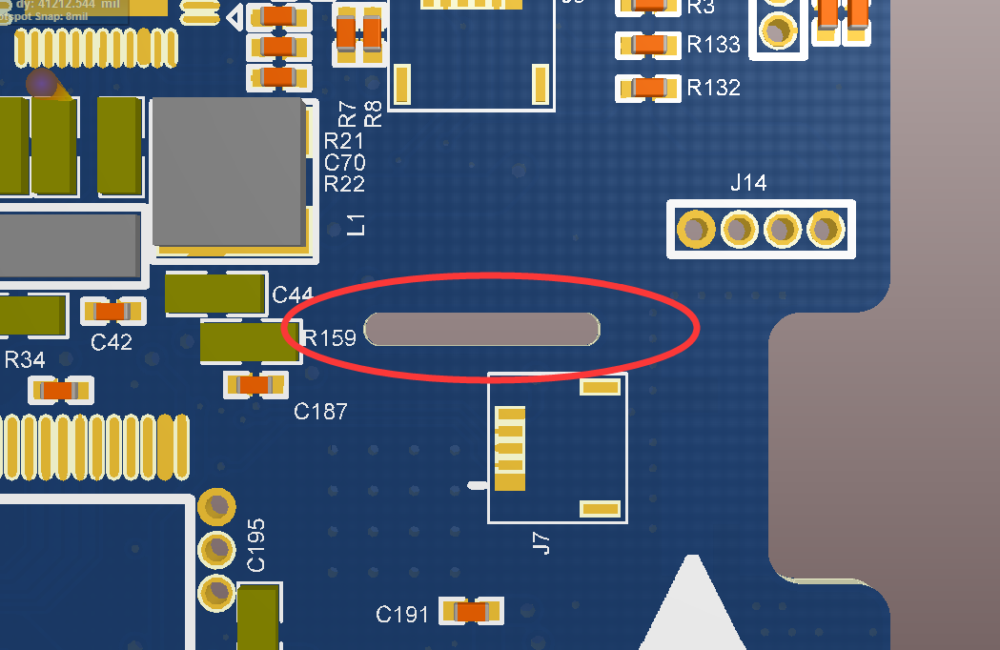 dy: 41212.544 mil
otspot Snap: 8mil
R3
R133
R132
R7
R8
R21
C70
R22
L1
J14
C44
R159
C42
R34
C187
J7
C195
C191